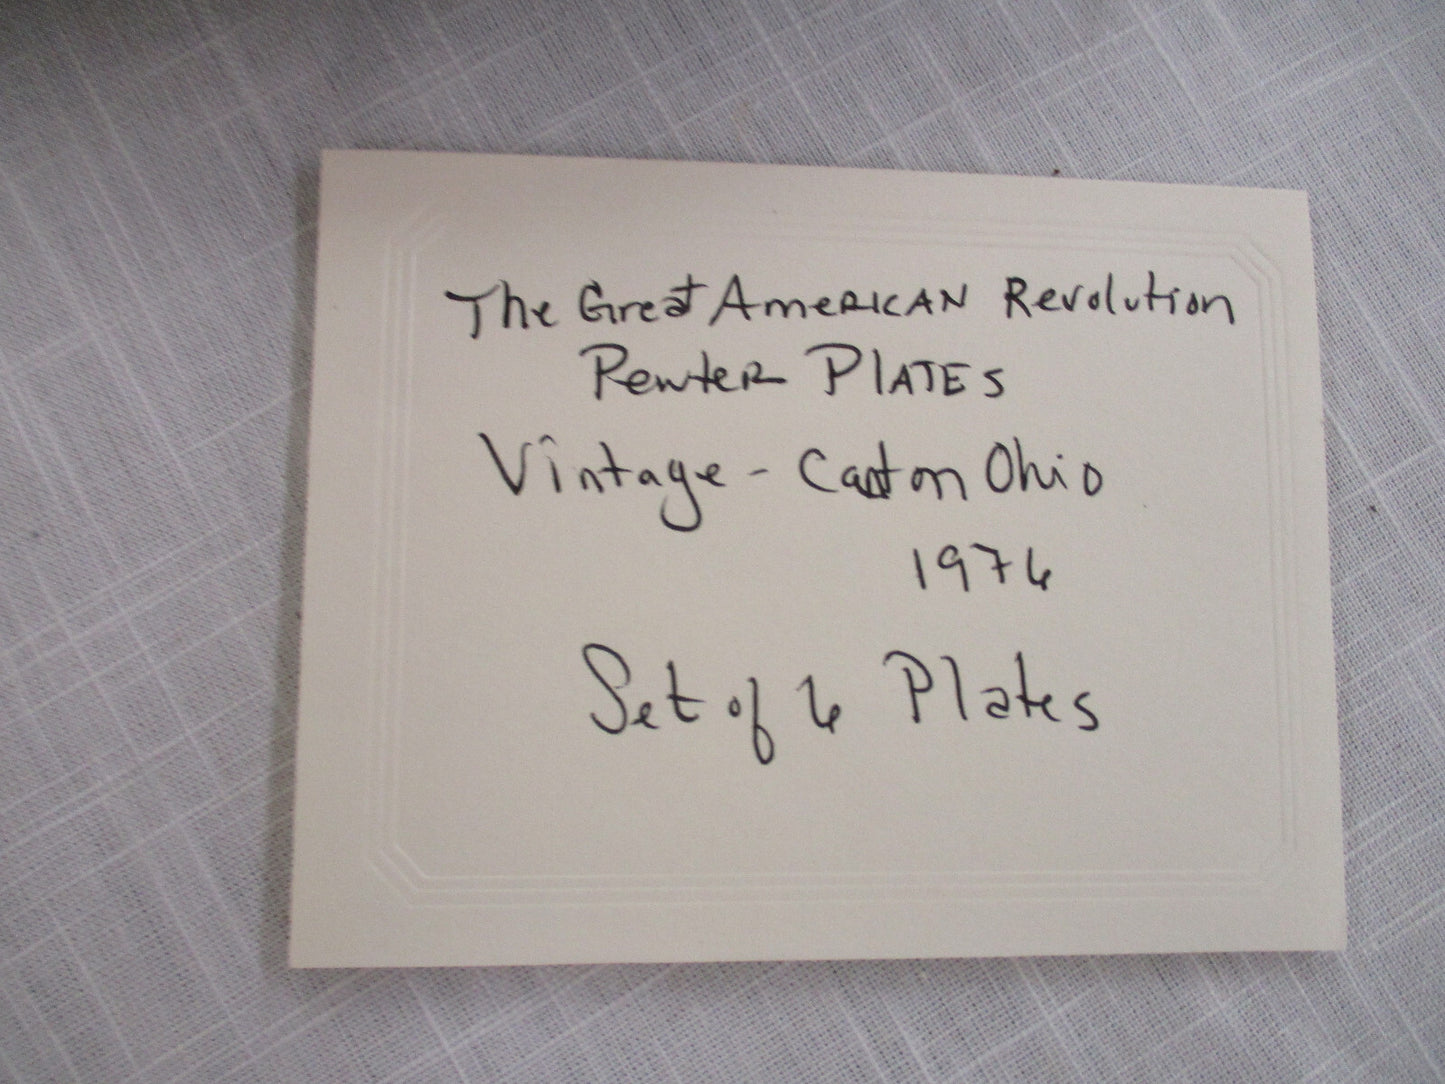 The Great American Revolution
Pewter Plates
Vintage - Canton Ohio
1976
Set of 6 Plates